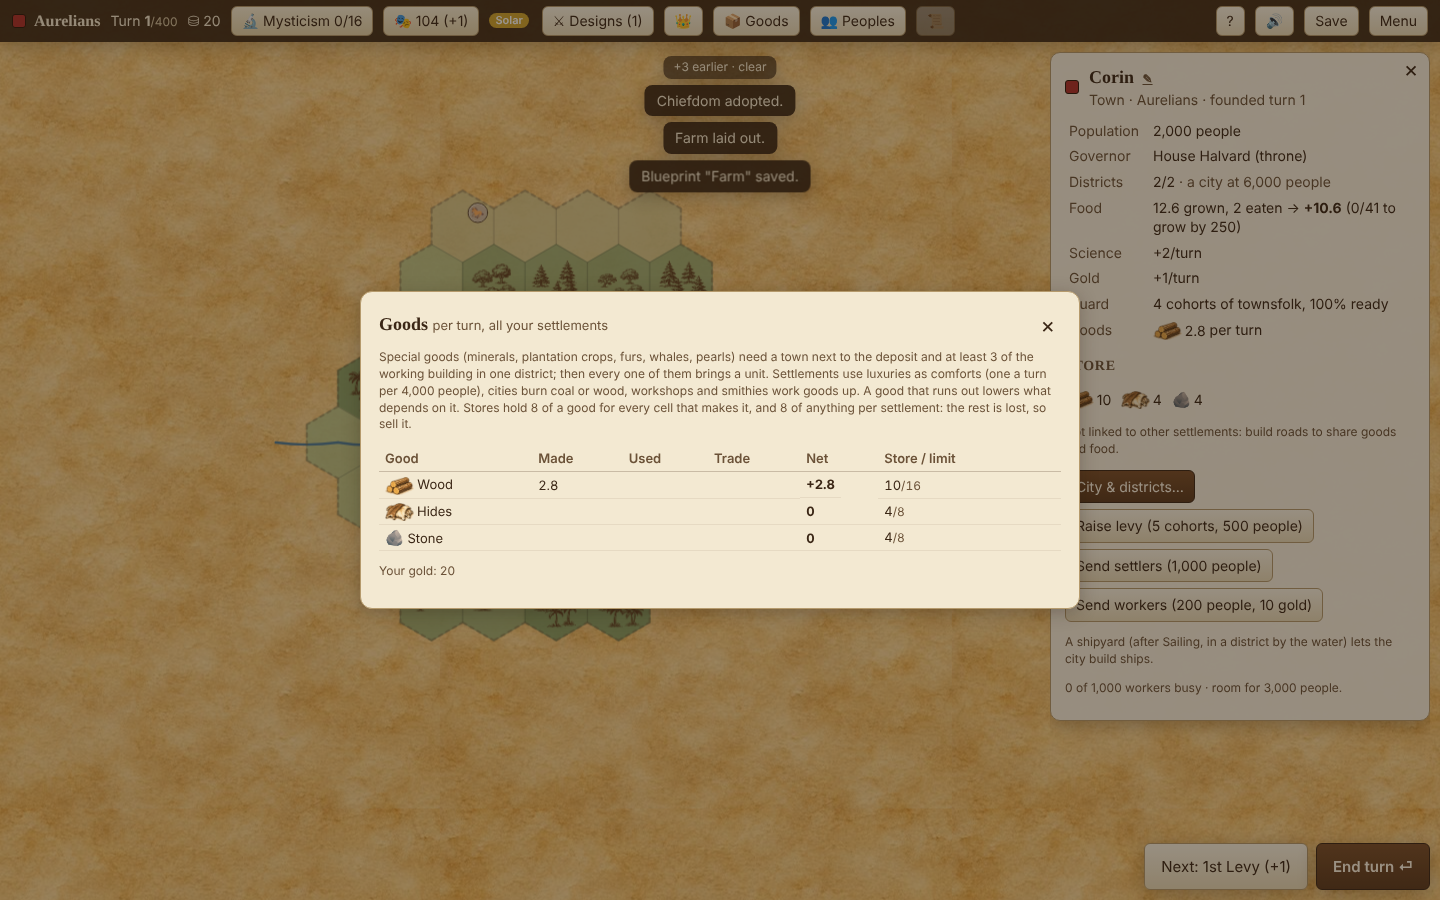 Aurelians Turn 1/400 20 Mysticism 0/16 104 (+1) Solar Designs (1) Goods Peoples ? Save Menu
+3 earlier · clear
Chiefdom adopted.
Farm laid out.
Blueprint "Farm" saved.
Goods per turn, all your settlements
Special goods (minerals, plantation crops, furs, whales, pearls) need a town next to the deposit and at least 3 of the
working building in one district; then every one of them brings a unit. Settlements use luxuries as comforts (one a turn
per 4,000 people), cities burn coal or wood, workshops and smithies work goods up. A good that runs out lowers what
depends on it. Stores hold 8 of a good for every cell that makes it, and 8 of anything per settlement: the rest is lost, so
sell it.
Good Made Used Trade Net Store / limit
Wood 2.8 +2.8 10/16
Hides 0 4/8
Stone 0 4/8
Your gold: 20
Corin
Town · Aurelians · founded turn 1
Population 2,000 people
Governor House Halvard (throne)
Districts 2/2 · a city at 6,000 people
Food 12.6 grown, 2 eaten → +10.6 (0/41 to
grow by 250)
Science +2/turn
Gold +1/turn
uard 4 cohorts of townsfolk, 100% ready
oods 2.8 per turn
TORE
10 4 4
t linked to other settlements: build roads to share goods
d food.
City & districts...
Raise levy (5 cohorts, 500 people)
Send settlers (1,000 people)
Send workers (200 people, 10 gold)
A shipyard (after Sailing, in a district by the water) lets the
city build ships.
0 of 1,000 workers busy · room for 3,000 people.
Next: 1st Levy (+1) End turn ⏎